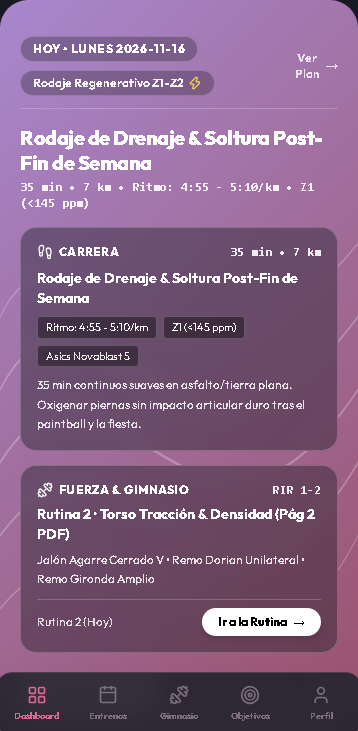 HOY • LUNES 2026-11-16
Ver
Plan →
Rodaje Regenerativo Z1-Z2
Rodaje de Drenaje & Soltura Post-
Fin de Semana
35 min • 7 km • Ritmo: 4:55 - 5:10/km • Z1
(<145 ppm)
CARRERA
35 min • 7 km
Rodaje de Drenaje & Soltura Post-Fin de
Semana
Ritmo: 4:55 - 5:10/km
Z1 (<145 ppm)
Asics Novablast 5
35 min continuos suaves en asfalto/tierra plana.
Oxigenar piernas sin impacto articular duro tras el
paintball y la fiesta.
FUERZA & GIMNASIO
RIR 1-2
Rutina 2 • Torso Tracción & Densidad (Pág 2
PDF)
Jalón Agarre Cerrado V • Remo Dorian Unilateral •
Remo Gironda Amplio
Rutina 2 (Hoy)
Ir a la Rutina →
Dashboard
Entrenos
Gimnasio
Objetivos
Perfil